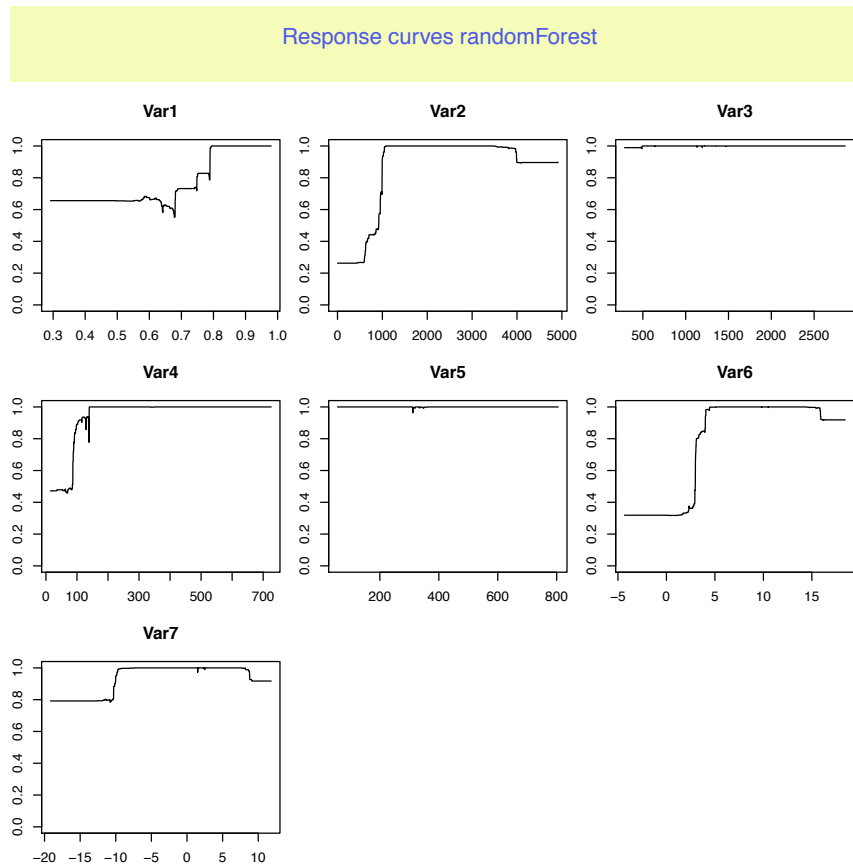 Response curves randomForest
Var1 Var2 Var3
0.0 0.2 0.4 0.6 0.8 1.0 0.0 0.2 0.4 0.6 0.8 1.0 0.0 0.2 0.4 0.6 0.8 1.0
0.3 0.4 0.5 0.6 0.7 0.8 0.9 1.0 0 1000 2000 3000 4000 5000 500 1000 1500 2000 2500
Var4 Var5 Var6
0.0 0.2 0.4 0.6 0.8 1.0 0.0 0.2 0.4 0.6 0.8 1.0 0.0 0.2 0.4 0.6 0.8 1.0
0 100 300 500 700 200 400 600 800 −5 0 5 10 15
Var7
0.0 0.2 0.4 0.6 0.8 1.0
−20 −15 −10 −5 0 5 10